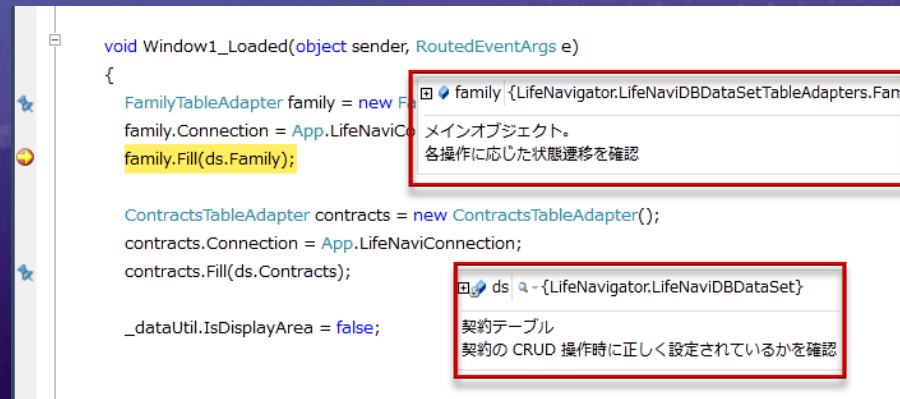 void Window1_Loaded(object sender, RoutedEventArgs e)
{
FamilyTableAdapter family = new Fa
family.Connection = App.LifeNaviCo
family.Fill(ds.Family);
family {LifeNavigator.LifeNaviDBDataSetTableAdapters.Fam
メインオブジェクト。
各操作に応じた状態遷移を確認
ContractsTableAdapter contracts = new ContractsTableAdapter();
contracts.Connection = App.LifeNaviConnection;
contracts.Fill(ds.Contracts);
_dataUtil.IsDisplayArea = false;
ds {LifeNavigator.LifeNaviDBDataSet}
契約テーブル
契約の CRUD 操作時に正しく設定されているかを確認